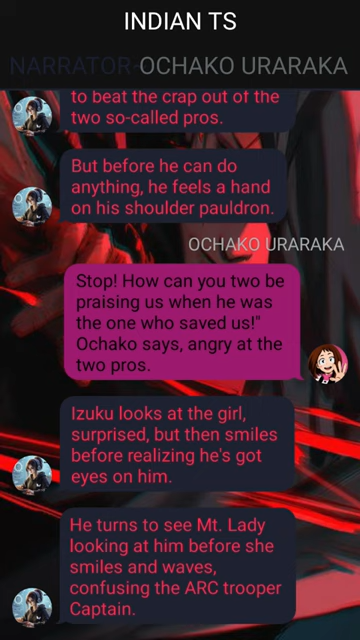 INDIAN TS
NARRATOR-OCHAKO URARAKA
to beat the crap out of the
two so-called pros.
But before he can do
anything, he feels a hand
on his shoulder pauldron.
OCHAKO URARAKA
Stop! How can you two be
praising us when he was
the one who saved us!"
Ochako says, angry at the
two pros.
Izuku looks at the girl,
surprised, but then smiles
before realizing he's got
eyes on him.
He turns to see Mt. Lady
looking at him before she
smiles and waves,
confusing the ARC trooper
Captain.